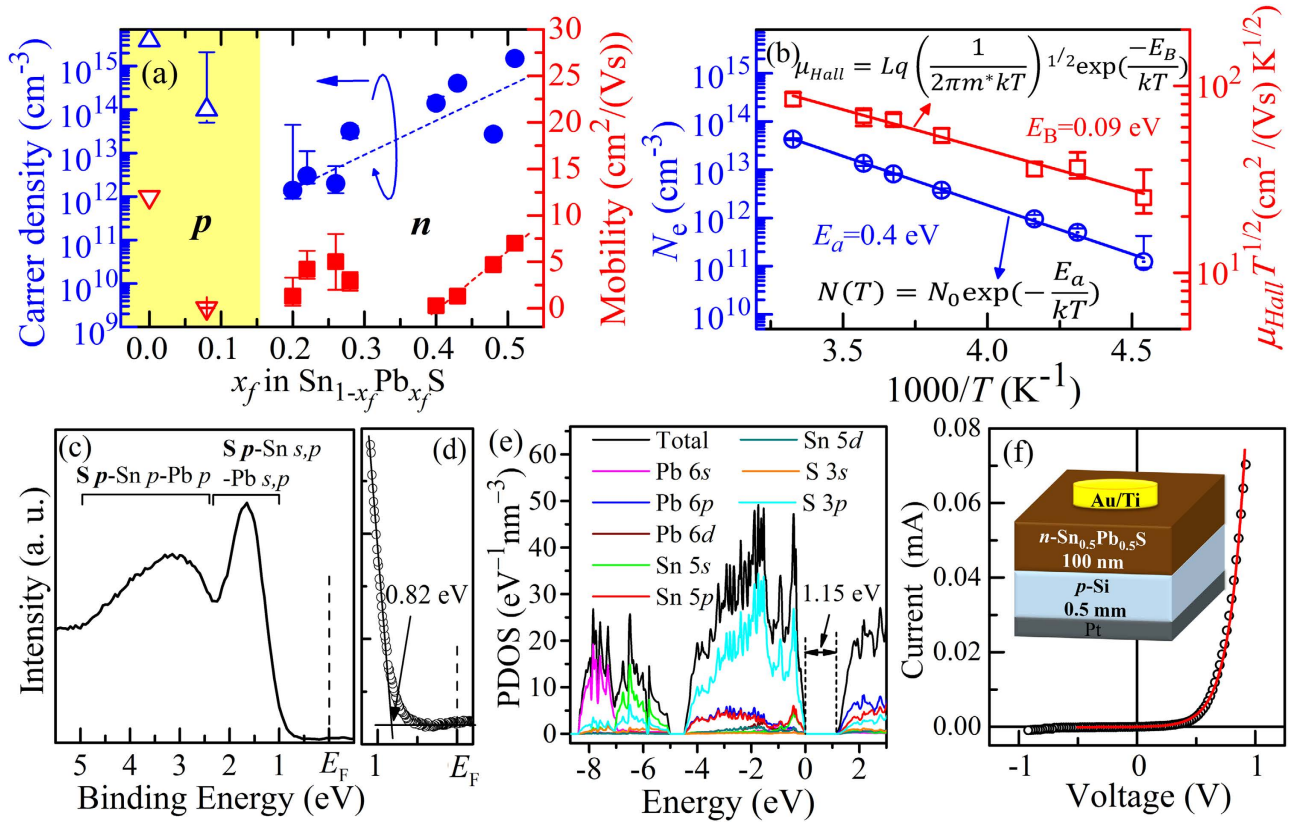 (a)
Carrer density (cm⁻³)
10¹⁵
10¹⁴
10¹³
10¹²
10¹¹
10¹⁰
10⁹
p
n
30
25
20
15
10
5
0
Mobility (cm²/(Vs))
0.0 0.1 0.2 0.3 0.4 0.5
x_f in Sn_{1-x_f}Pb_{x_f}S
(b)
μ_Hall = Lq (1/2πm*kT)^{1/2} exp(-E_B/kT)
N_e (cm⁻³)
10¹⁵
10¹⁴
10¹³
10¹²
10¹¹
10¹⁰
E_B=0.09 eV
E_a=0.4 eV
N(T) = N₀exp(-E_a/kT)
10²
10¹
μ_Hall T^{1/2}(cm²/(Vs) K^{1/2})
3.5 4.0 4.5
1000/T (K⁻¹)
(c)
S p-Sn s,p
S p-Sn p-Pb p
-Pb s,p
Intensity (a. u.)
5 4 3 2 1 E_F
Binding Energy (eV)
(d)
0.82 eV
1 E_F
(e)
Total
Pb 6s
Pb 6p
Pb 6d
Sn 5s
Sn 5p
Sn 5d
S 3s
S 3p
1.15 eV
PDOS (eV⁻¹nm⁻³)
60
50
40
30
20
10
0
-8 -6 -4 -2 0 2
Energy (eV)
(f)
Current (mA)
0.08
0.06
0.04
0.02
0.00
Au/Ti
n-Sn₀.₅Pb₀.₅S
100 nm
p-Si
0.5 mm
Pt
-1 0 1
Voltage (V)